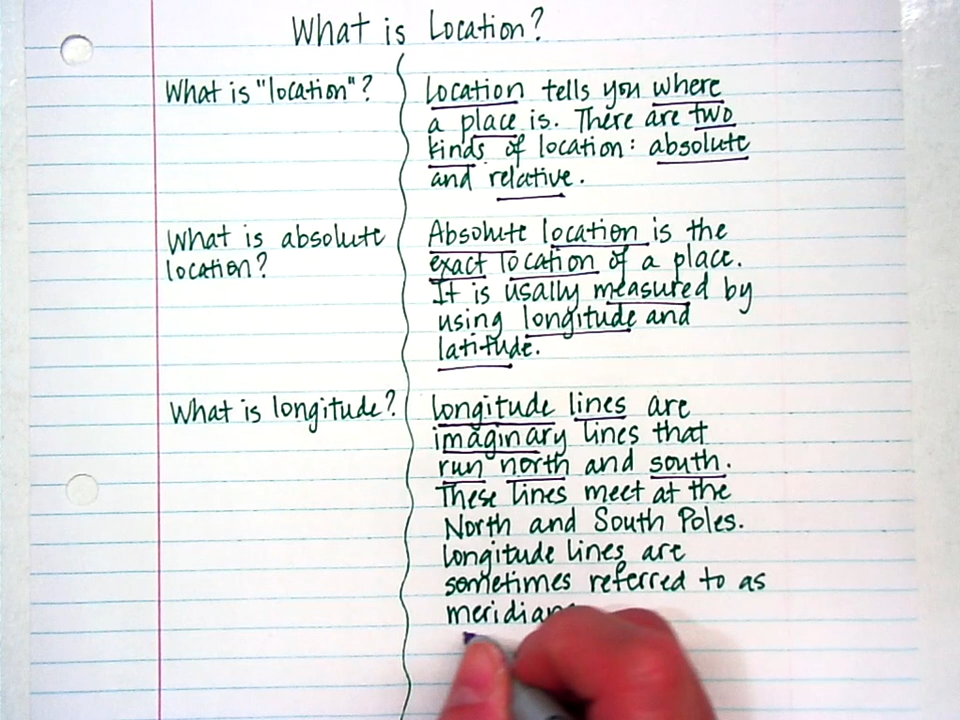 What is Location?
What is "location"?
Location tells you where
a place is. There are two
kinds of location: absolute
and relative.
What is absolute
location?
Absolute location is the
exact location of a place.
It is usally measured by
using longitude and
latitude.
What is longitude?
Longitude lines are
imaginary lines that
run north and south.
These lines meet at the
North and South Poles.
Longitude lines are
sometimes referred to as